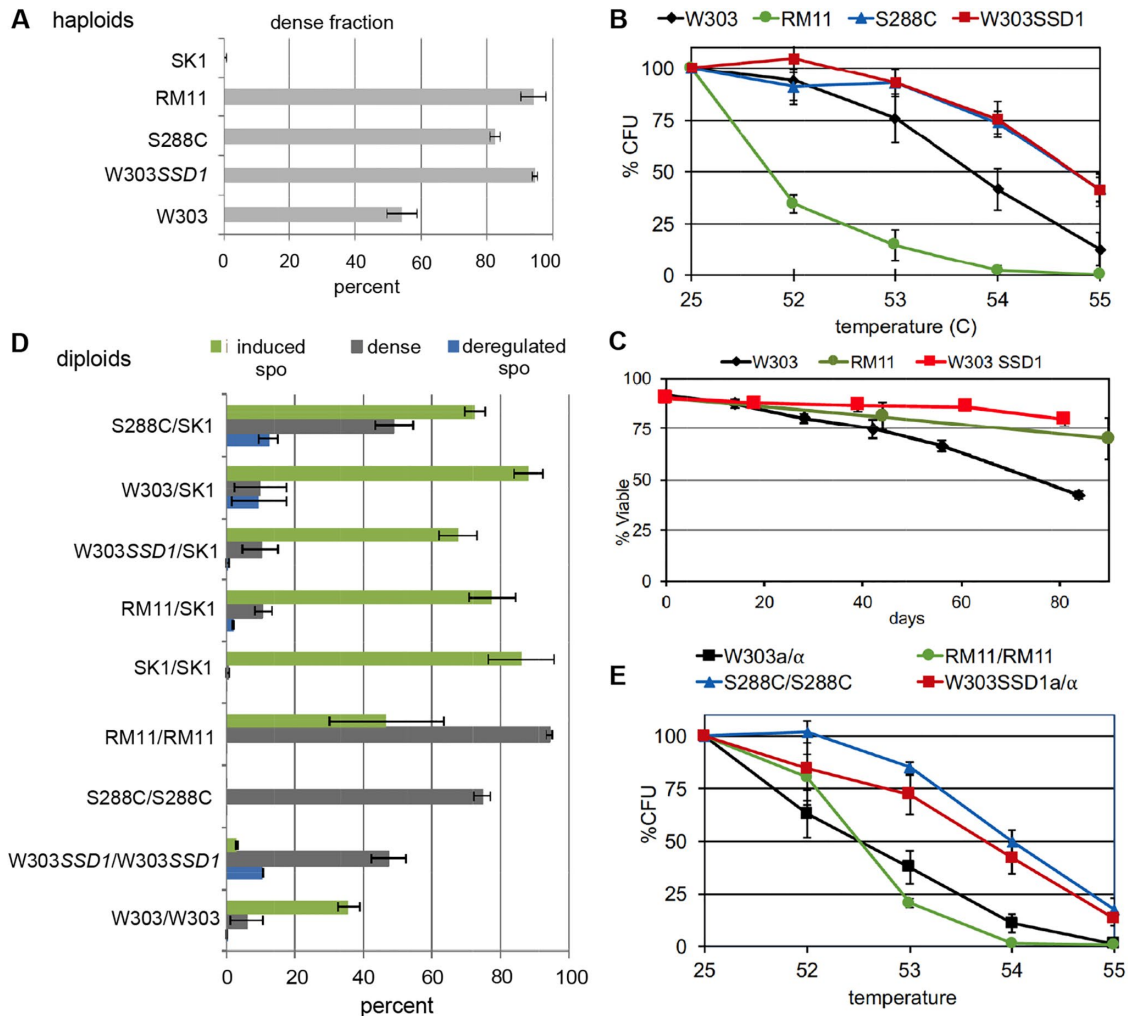 A haploids dense fraction
SK1
RM11
S288C
W303SSD1
W303
0 20 40 60 80 100
percent
B W303 RM11 S288C W303SSD1
% CFU
100
75
50
25
0
25 52 53 54 55
temperature (C)
C W303 RM11 W303 SSD1
% Viable
100
75
50
25
0
0 20 40 60 80
days
D diploids
induced spo dense deregulated spo
S288C/SK1
W303/SK1
W303SSD1/SK1
RM11/SK1
SK1/SK1
RM11/RM11
S288C/S288C
W303SSD1/W303SSD1
W303/W303
0 20 40 60 80 100
percent
E W303a/α RM11/RM11
S288C/S288C W303SSD1a/α
%CFU
100
75
50
25
0
25 52 53 54 55
temperature